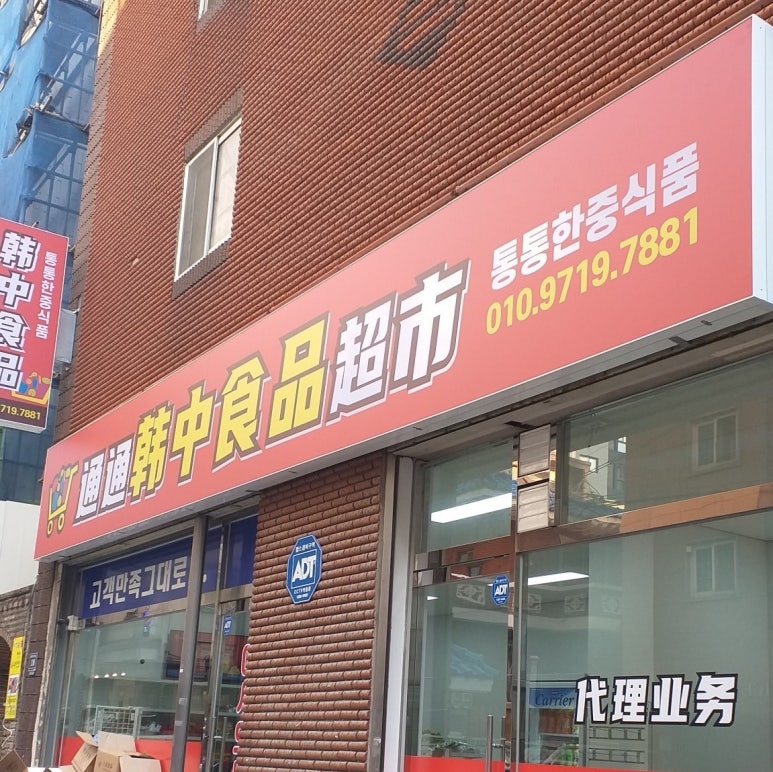 韩中食品
통통한중식품
719.7881
通通韩中食品超市
통통한중식품
010.9719.7881
고객만족그대로
ADT
ADT
Carrier
代理业务